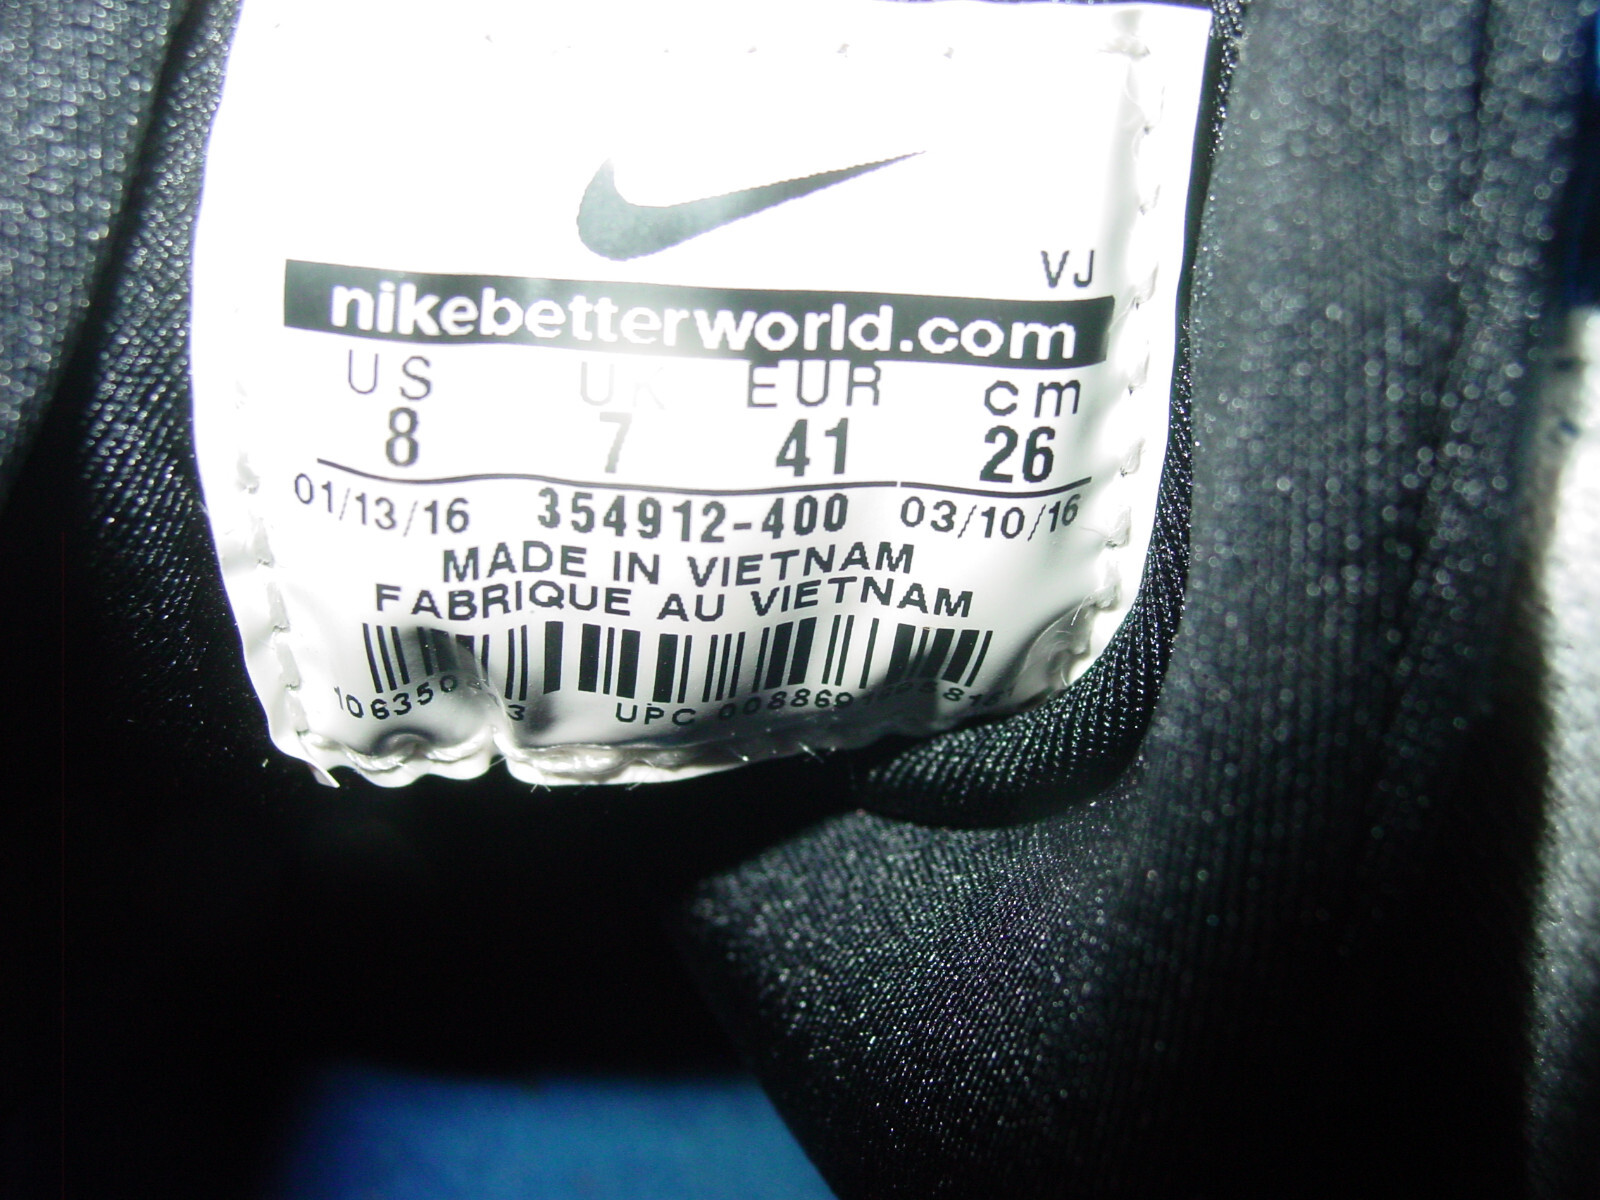 VJ
nikebetterworld.com
US UK EUR cm
8 7 41 26
01/13/16 354912-400 03/10/16
MADE IN VIETNAM
FABRIQUE AU VIETNAM
UPC